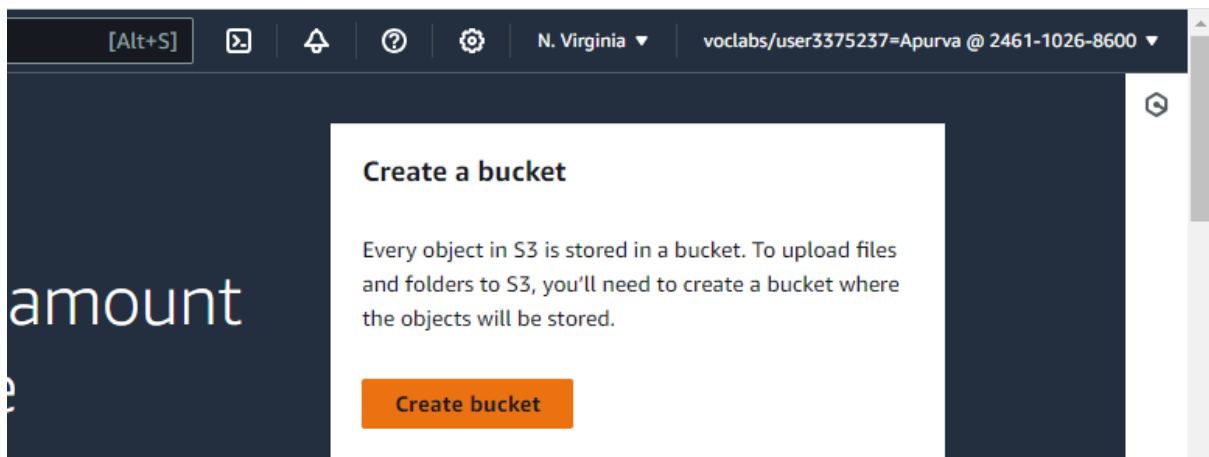 [Alt+S] N. Virginia ▼ voclabs/user3375237=Apurva @ 2461-1026-8600 ▼
Create a bucket
Every object in S3 is stored in a bucket. To upload files
and folders to S3, you'll need to create a bucket where
the objects will be stored.
amount
Create bucket